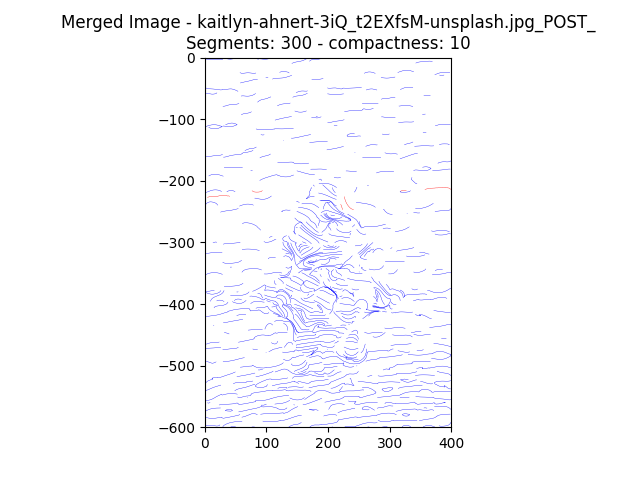 Merged Image - kaitlyn-ahnert-3iQ_t2EXfsM-unsplash.jpg_POST_
Segments: 300 - compactness: 10
0
−100
−200
−300
−400
−500
−600
0 100 200 300 400